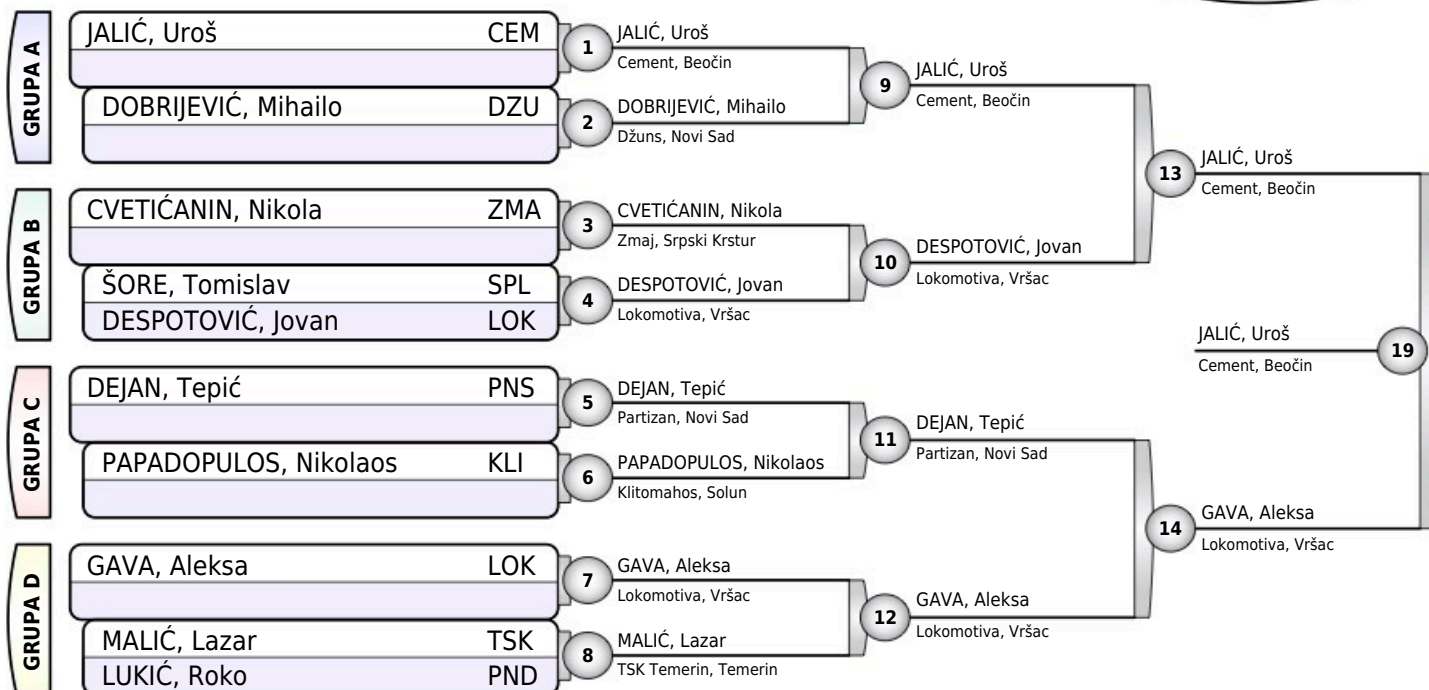 GRUPA A
JALIĆ, Uroš CEM
DOBRIJEVIĆ, Mihailo DZU
GRUPA B
CVETIĆANIN, Nikola ZMA
ŠORE, Tomislav SPL
DESPOTOVIĆ, Jovan LOK
GRUPA C
DEJAN, Tepić PNS
PAPADOPULOS, Nikolaos KLI
GRUPA D
GAVA, Aleksa LOK
MALIĆ, Lazar TSK
LUKIĆ, Roko PND
1
JALIĆ, Uroš
Cement, Beočin
2
DOBRIJEVIĆ, Mihailo
Džuns, Novi Sad
3
CVETIĆANIN, Nikola
Zmaj, Srpski Krstur
4
DESPOTOVIĆ, Jovan
Lokomotiva, Vršac
5
DEJAN, Tepić
Partizan, Novi Sad
6
PAPADOPULOS, Nikolaos
Klitomahos, Solun
7
GAVA, Aleksa
Lokomotiva, Vršac
8
MALIĆ, Lazar
TSK Temerin, Temerin
9
JALIĆ, Uroš
Cement, Beočin
10
DESPOTOVIĆ, Jovan
Lokomotiva, Vršac
11
DEJAN, Tepić
Partizan, Novi Sad
12
GAVA, Aleksa
Lokomotiva, Vršac
13
JALIĆ, Uroš
Cement, Beočin
14
GAVA, Aleksa
Lokomotiva, Vršac
JALIĆ, Uroš
Cement, Beočin
19